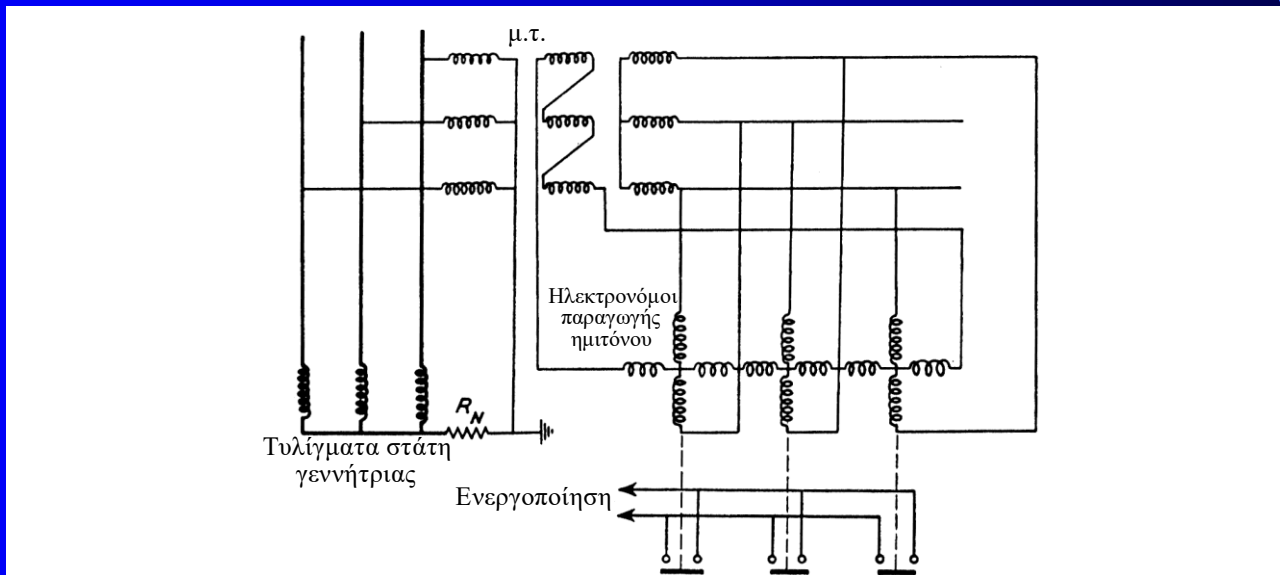 μ.τ.
Ηλεκτρονόμοι
παραγωγής
ημιτόνου
R_N
Τυλίγματα στάτη
γεννήτριας
Ενεργοποίηση